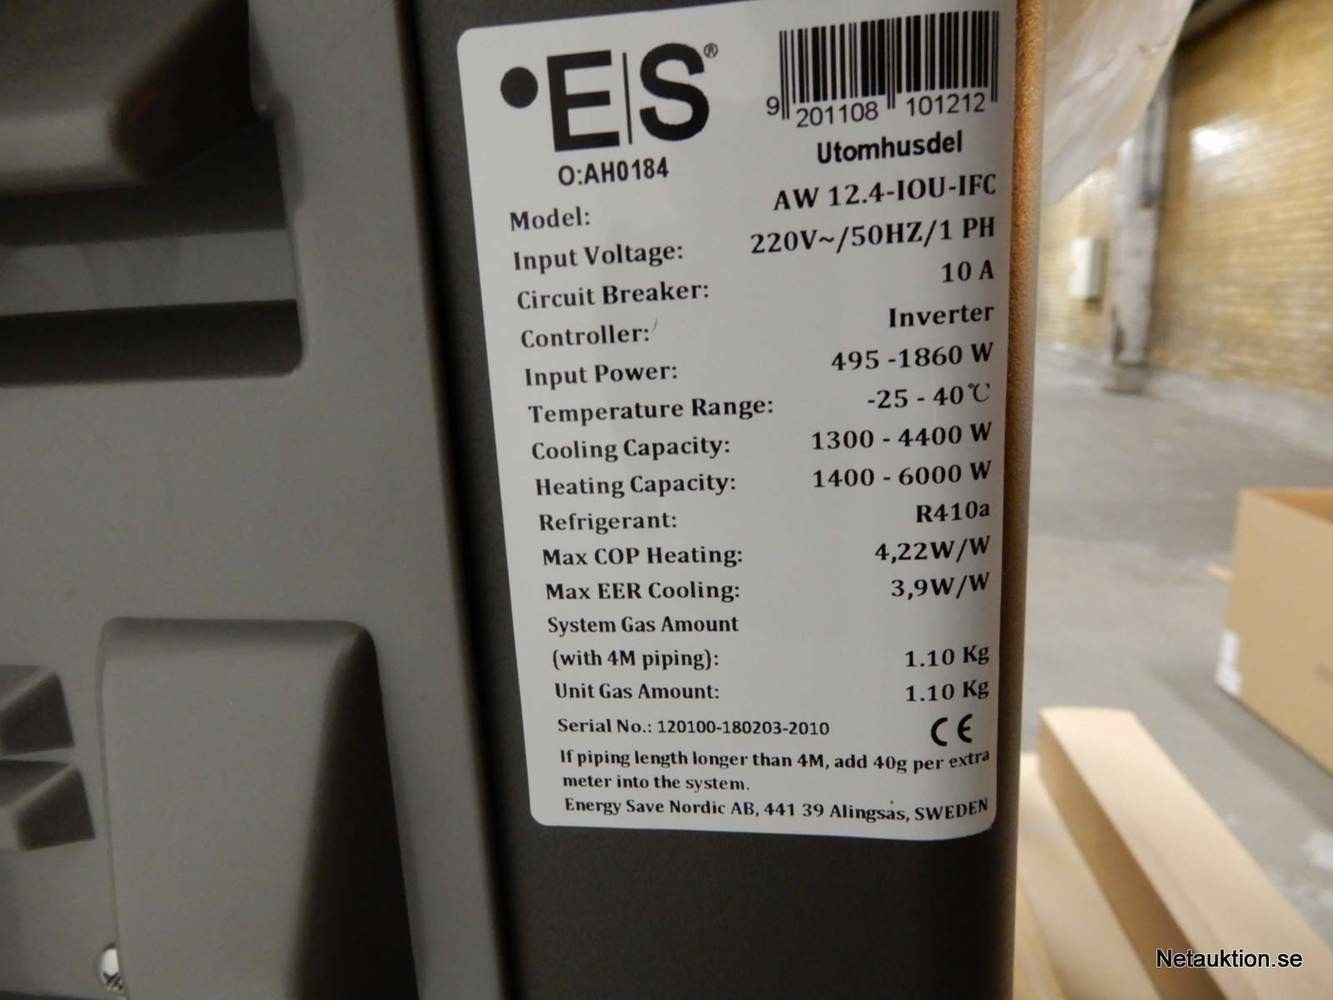 •E|S®
9 201108 101212
O:AH0184
Utomhusdel
Model: AW 12.4-IOU-IFC
Input Voltage: 220V~/50HZ/1 PH
Circuit Breaker: 10 A
Controller: Inverter
Input Power: 495 -1860 W
Temperature Range: -25 - 40℃
Cooling Capacity: 1300 - 4400 W
Heating Capacity: 1400 - 6000 W
Refrigerant: R410a
Max COP Heating: 4,22W/W
Max EER Cooling: 3,9W/W
System Gas Amount
(with 4M piping): 1.10 Kg
Unit Gas Amount: 1.10 Kg
Serial No.: 120100-180203-2010 CE
If piping length longer than 4M, add 40g per extra
meter into the system.
Energy Save Nordic AB, 441 39 Alingsås, SWEDEN
Netauktion.se